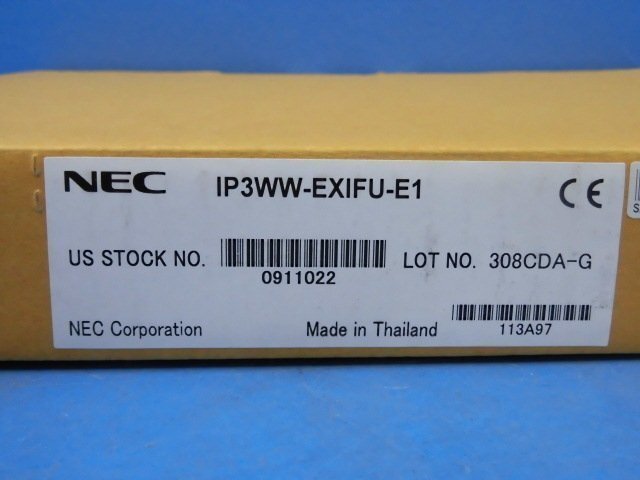 NEC IP3WW-EXIFU-E1 CE
US STOCK NO. 0911022 LOT NO. 308CDA-G
NEC Corporation Made in Thailand 113A97
S